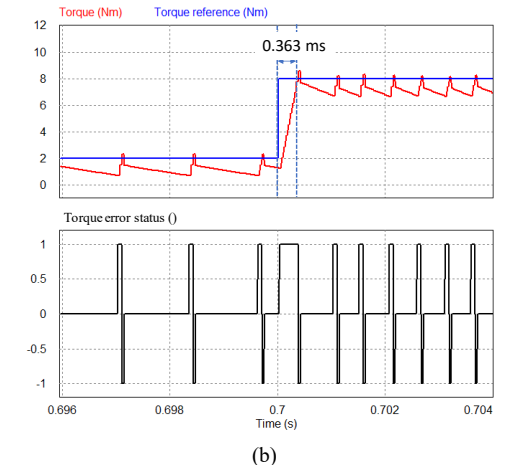 Torque (Nm) Torque reference (Nm)
12
10
8
6
4
2
0
0.363 ms
Torque error status ()
1
0.5
0
-0.5
-1
0.696 0.698 0.7 0.702 0.704
Time (s)
(b)